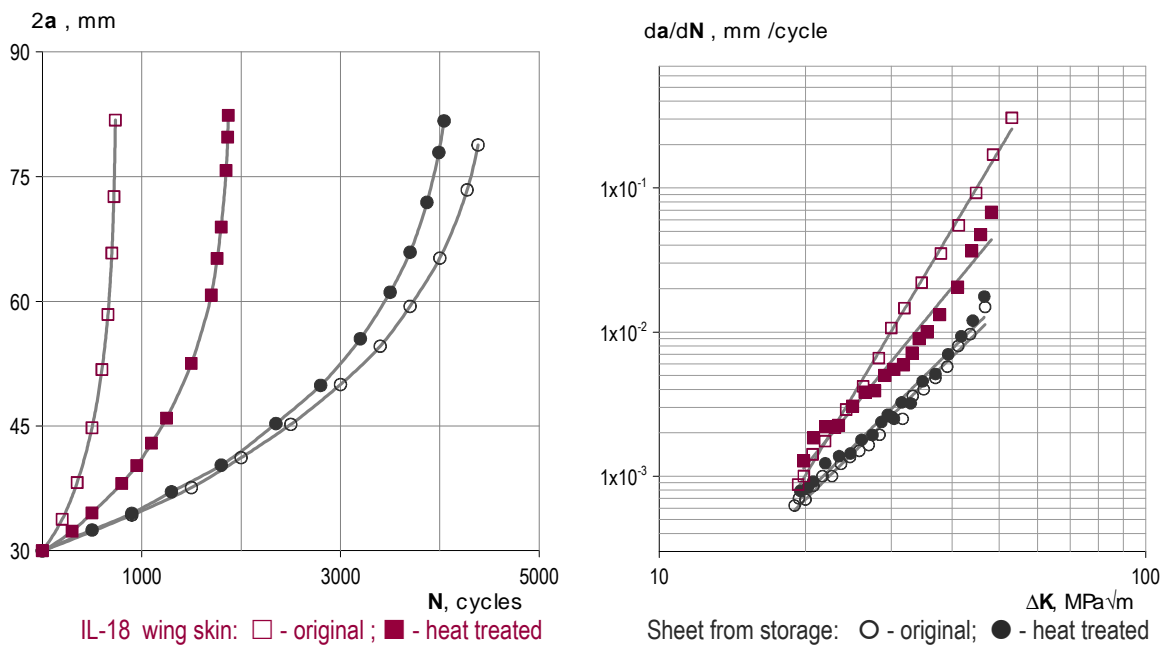 2a , mm
90
75
60
45
30
1000 3000 5000
N, cycles
da/dN , mm /cycle
1x10⁻¹
1x10⁻²
1x10⁻³
10 100
ΔK, MPa√m
IL-18 wing skin: □ - original ; ■ - heat treated
Sheet from storage: ○ - original; ● - heat treated